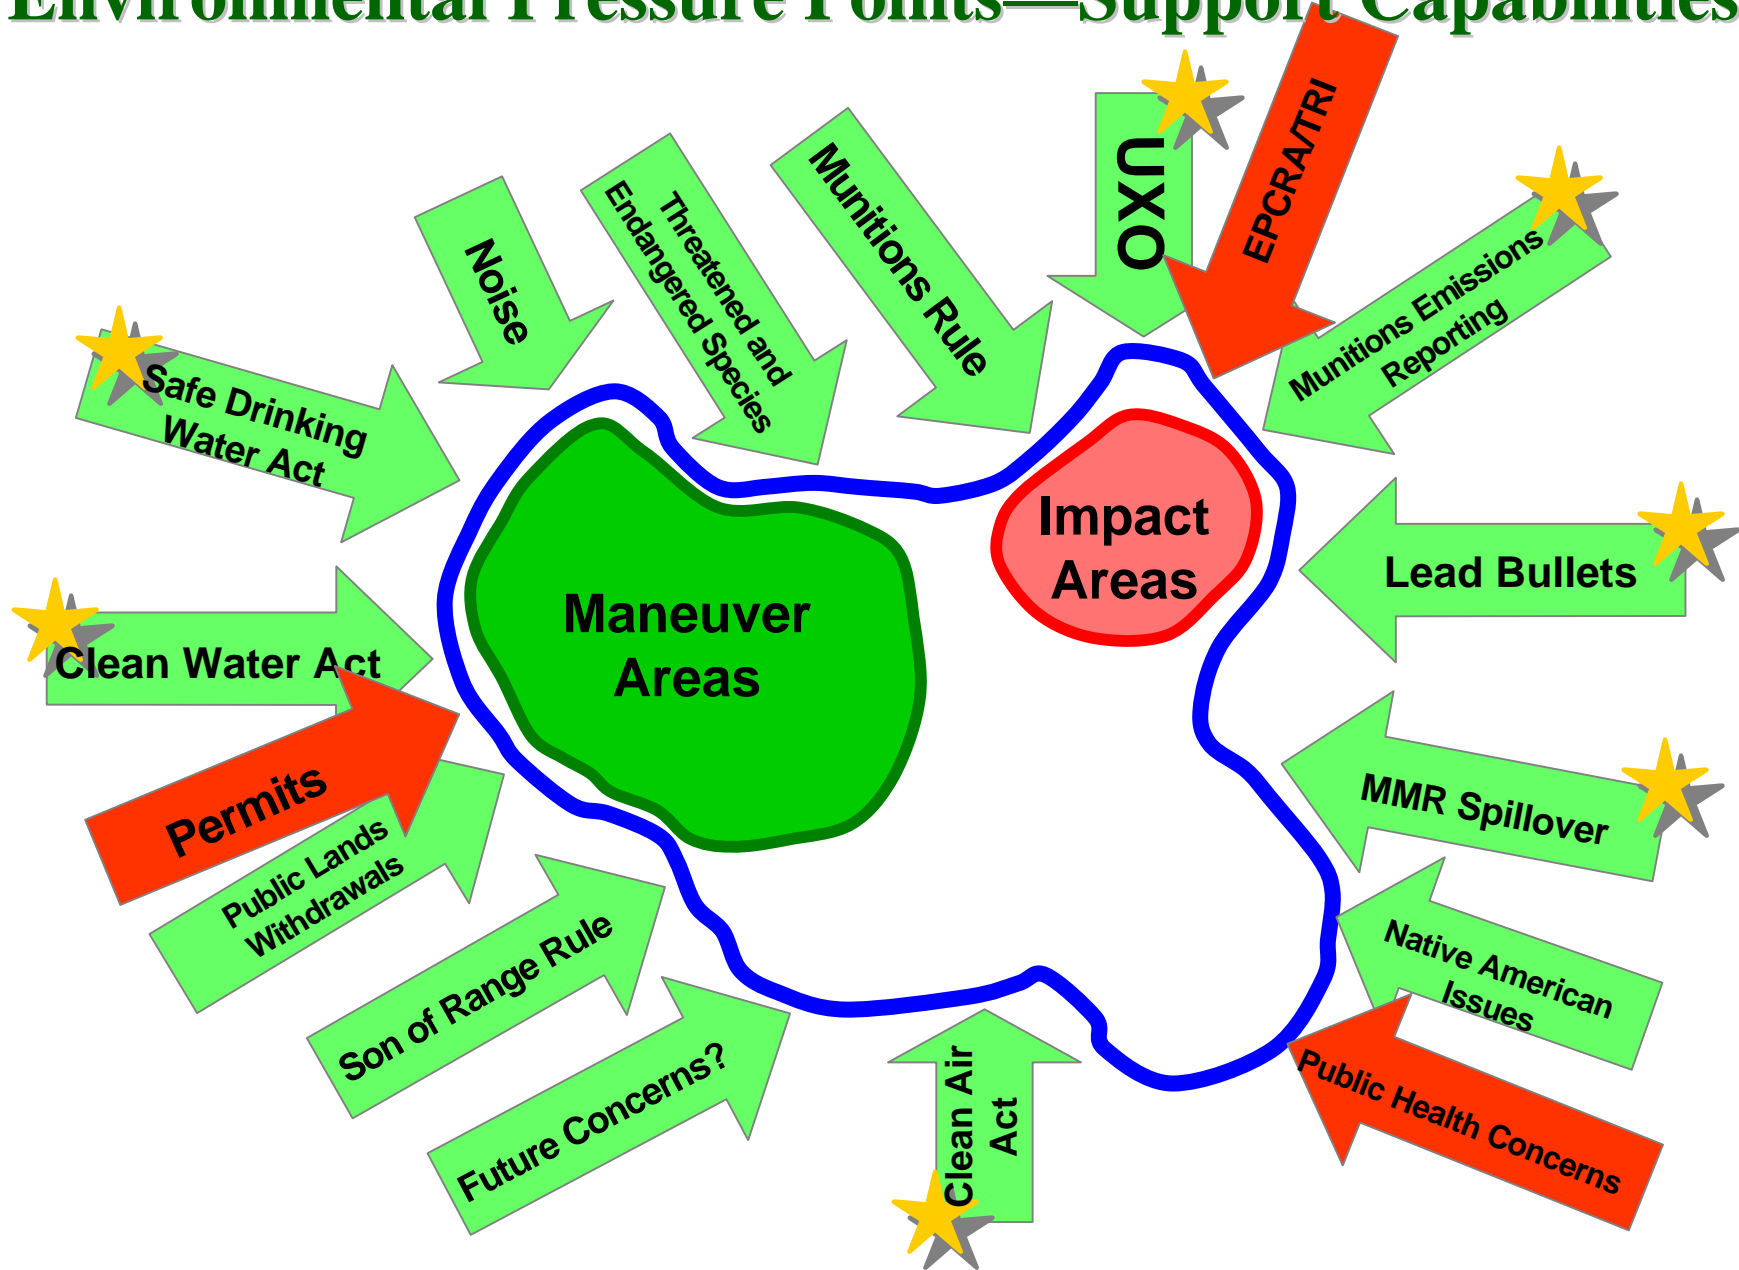 Environmental Pressure Points—Support Capabilities
EPCRA/TRI
UXO
Munitions Rule
Threatened and
Endangered Species
Noise
Munitions Emissions
Reporting
Safe Drinking
Water Act
Impact
Areas
Lead Bullets
Maneuver
Areas
Clean Water Act
Permits
MMR Spillover
Public Lands
Withdrawals
Native American
Issues
Son of Range Rule
Future Concerns?
Clean Air
Act
Public Health Concerns